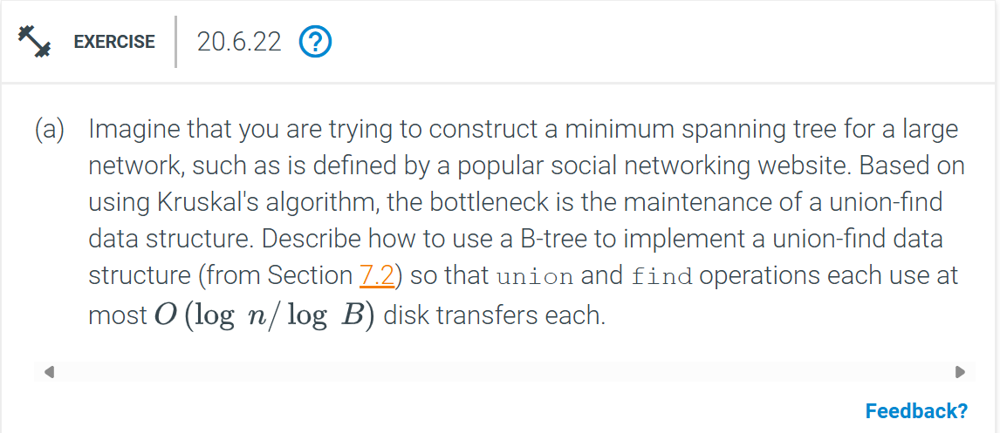 EXERCISE 20.6.22 ?
(a) Imagine that you are trying to construct a minimum spanning tree for a large
network, such as is defined by a popular social networking website. Based on
using Kruskal's algorithm, the bottleneck is the maintenance of a union-find
data structure. Describe how to use a B-tree to implement a union-find data
structure (from Section 7.2) so that union and find operations each use at
most O (log n/ log B) disk transfers each.
Feedback?